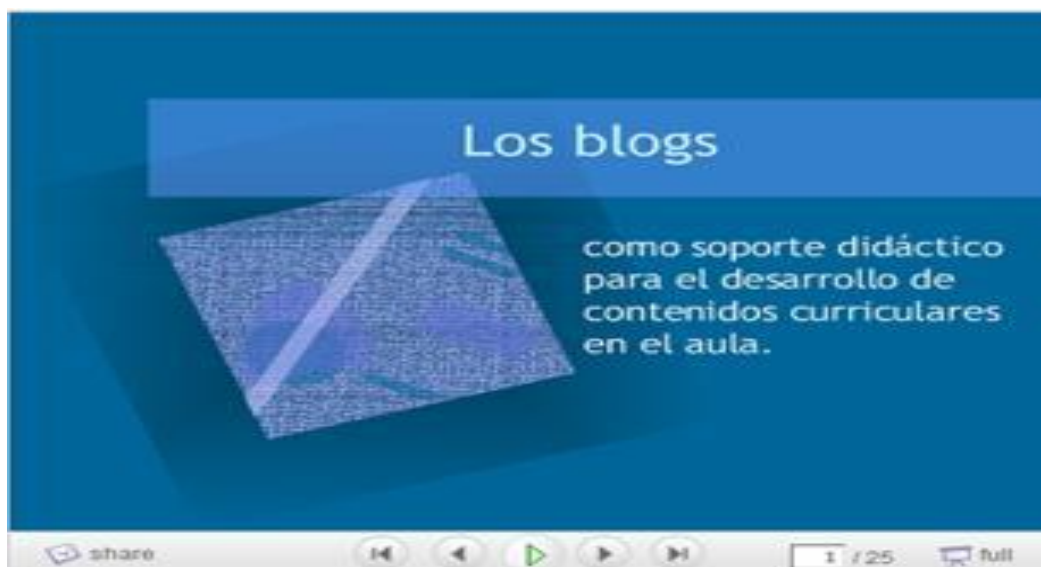 Los blogs
como soporte didáctico
para el desarrollo de
contenidos curriculares
en el aula.
share 1 / 25 full